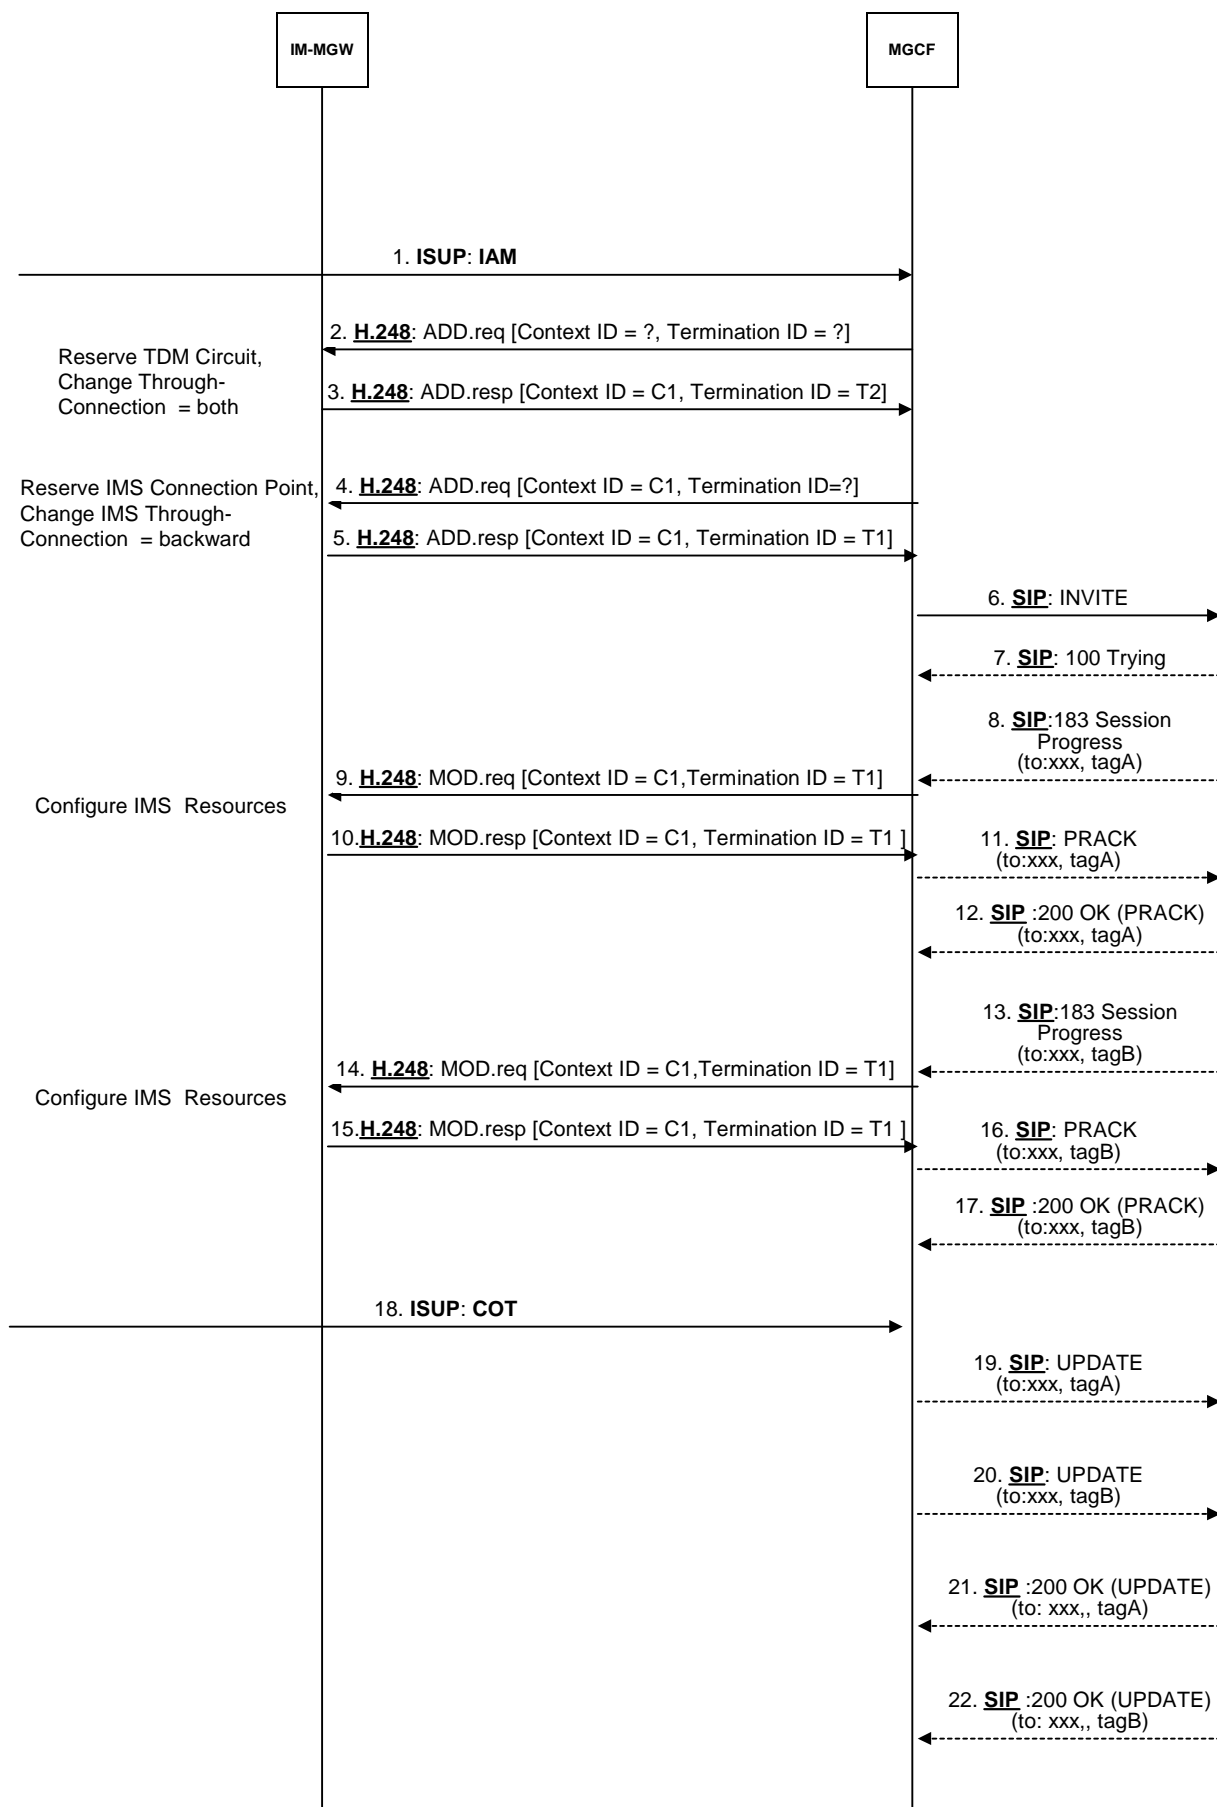 IM-MGW
MGCF
1. ISUP: IAM
2. H.248: ADD.req [Context ID = ?, Termination ID = ?]
Reserve TDM Circuit,
Change Through-
Connection = both
3. H.248: ADD.resp [Context ID = C1, Termination ID = T2]
Reserve IMS Connection Point,
Change IMS Through-
Connection = backward
4. H.248: ADD.req [Context ID = C1, Termination ID=?]
5. H.248: ADD.resp [Context ID = C1, Termination ID = T1]
6. SIP: INVITE
7. SIP: 100 Trying
8. SIP:183 Session
Progress
(to:xxx, tagA)
9. H.248: MOD.req [Context ID = C1,Termination ID = T1]
Configure IMS Resources
10.H.248: MOD.resp [Context ID = C1, Termination ID = T1 ]
11. SIP: PRACK
(to:xxx, tagA)
12. SIP :200 OK (PRACK)
(to:xxx, tagA)
13. SIP:183 Session
Progress
(to:xxx, tagB)
14. H.248: MOD.req [Context ID = C1,Termination ID = T1]
Configure IMS Resources
15.H.248: MOD.resp [Context ID = C1, Termination ID = T1 ]
16. SIP: PRACK
(to:xxx, tagB)
17. SIP :200 OK (PRACK)
(to:xxx, tagB)
18. ISUP: COT
19. SIP: UPDATE
(to:xxx, tagA)
20. SIP: UPDATE
(to:xxx, tagB)
21. SIP :200 OK (UPDATE)
(to: xxx,, tagA)
22. SIP :200 OK (UPDATE)
(to: xxx,, tagB)